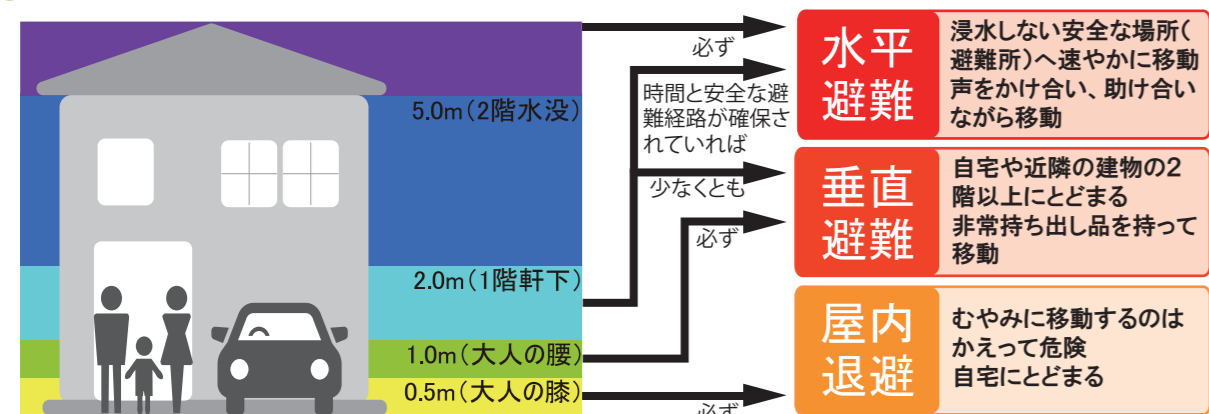 5.0m(2階水没)
2.0m(1階軒下)
1.0m(大人の腰)
0.5m(大人の膝)
必ず
時間と安全な避
難経路が確保さ
れていれば
少なくとも
必ず
必ず
水平
避難
浸水しない安全な場所(
避難所)へ速やかに移動
声をかけ合い、助け合い
ながら移動
垂直
避難
自宅や近隣の建物の2
階以上にとどまる
非常持ち出し品を持って
移動
屋内
退避
むやみに移動するのは
かえって危険
自宅にとどまる